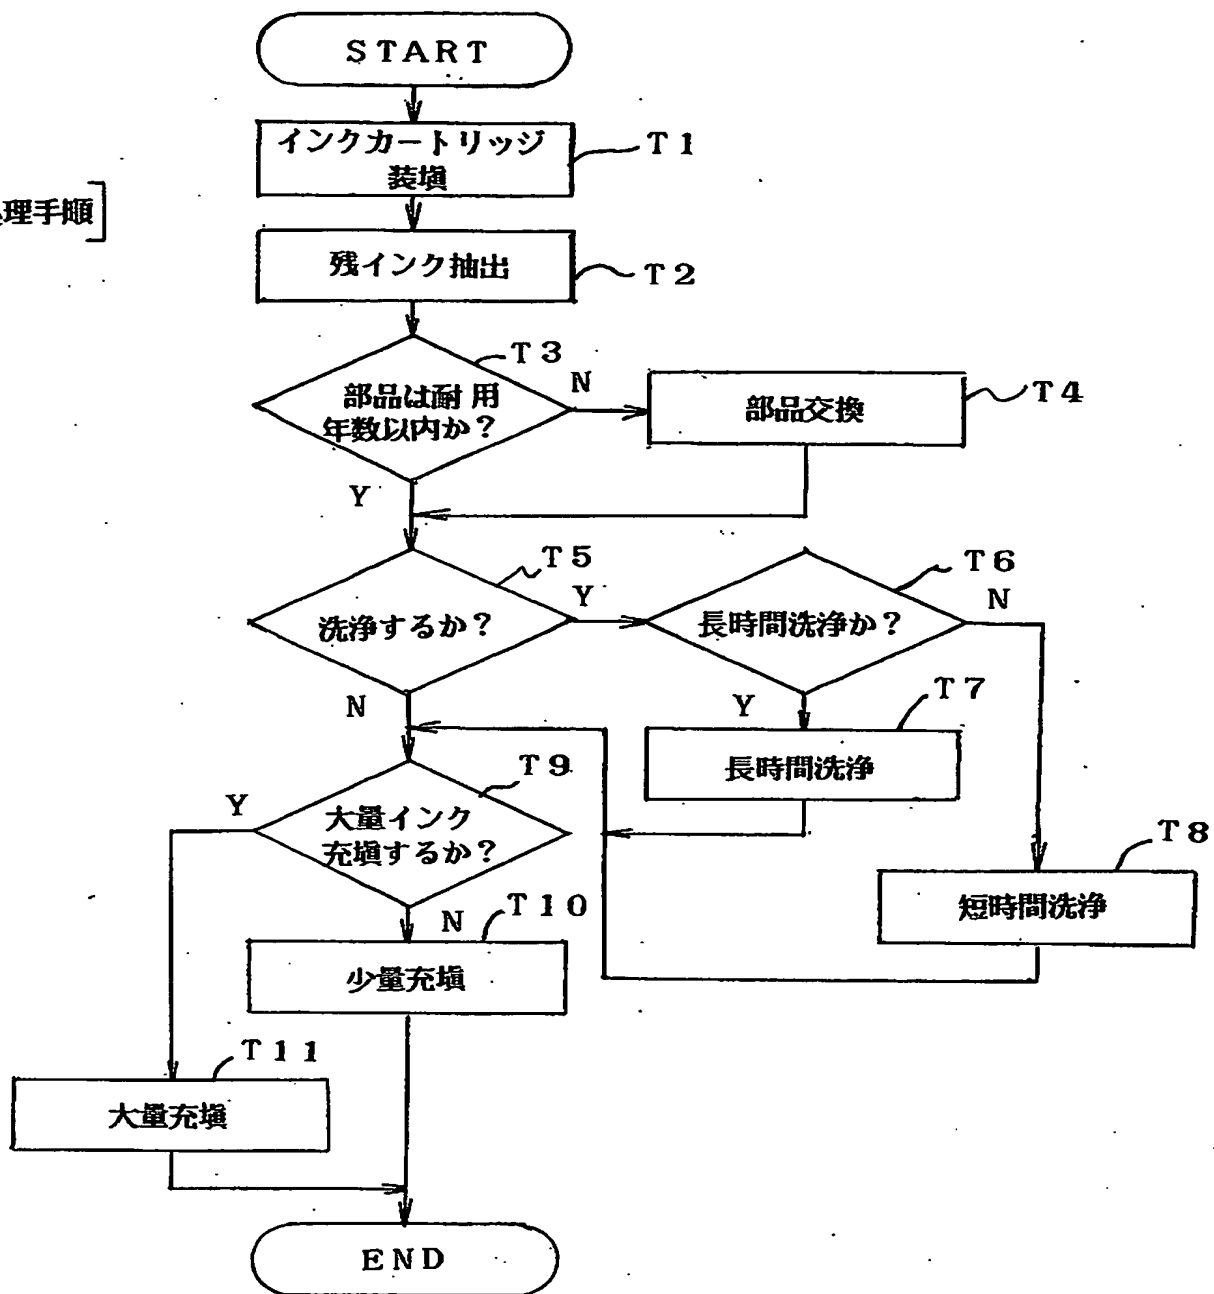 START
インクカートリッジ
装填
T1
理手順
残インク抽出
T2
T3
部品は耐用
年数以内か?
N
部品交換
T4
Y
T5
洗浄するか?
Y
T6
長時間洗浄か?
N
N
Y
T7
長時間洗浄
T9
Y
大量インク
充填するか?
T8
短時間洗浄
T10
N
少量充填
T11
大量充填
END